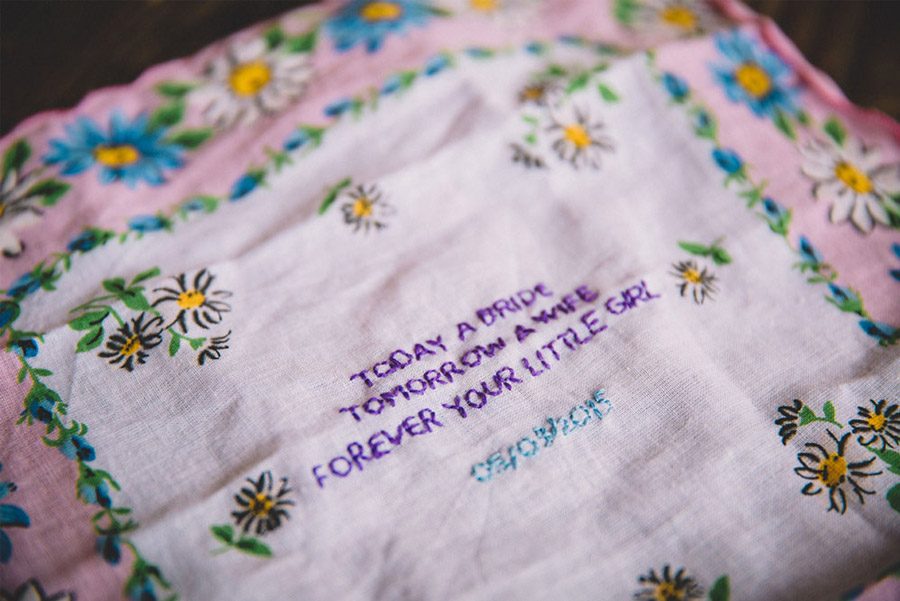 TODAY A BRIDE
TOMORROW A WIFE
FOREVER YOUR LITTLE GIRL